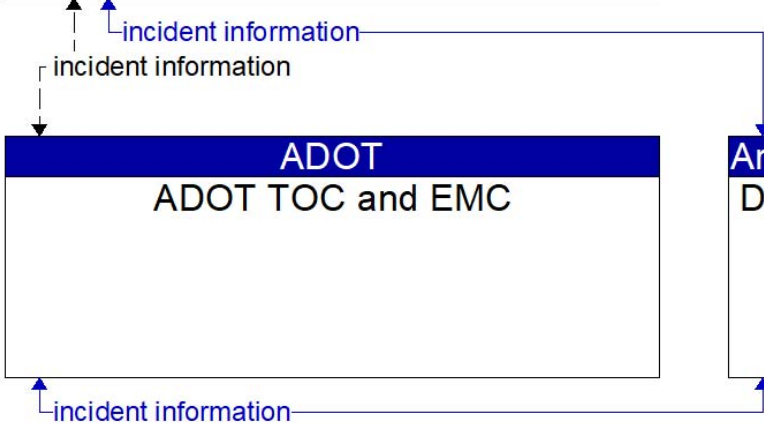 incident information
incident information
ADOT
ADOT TOC and EMC
incident information